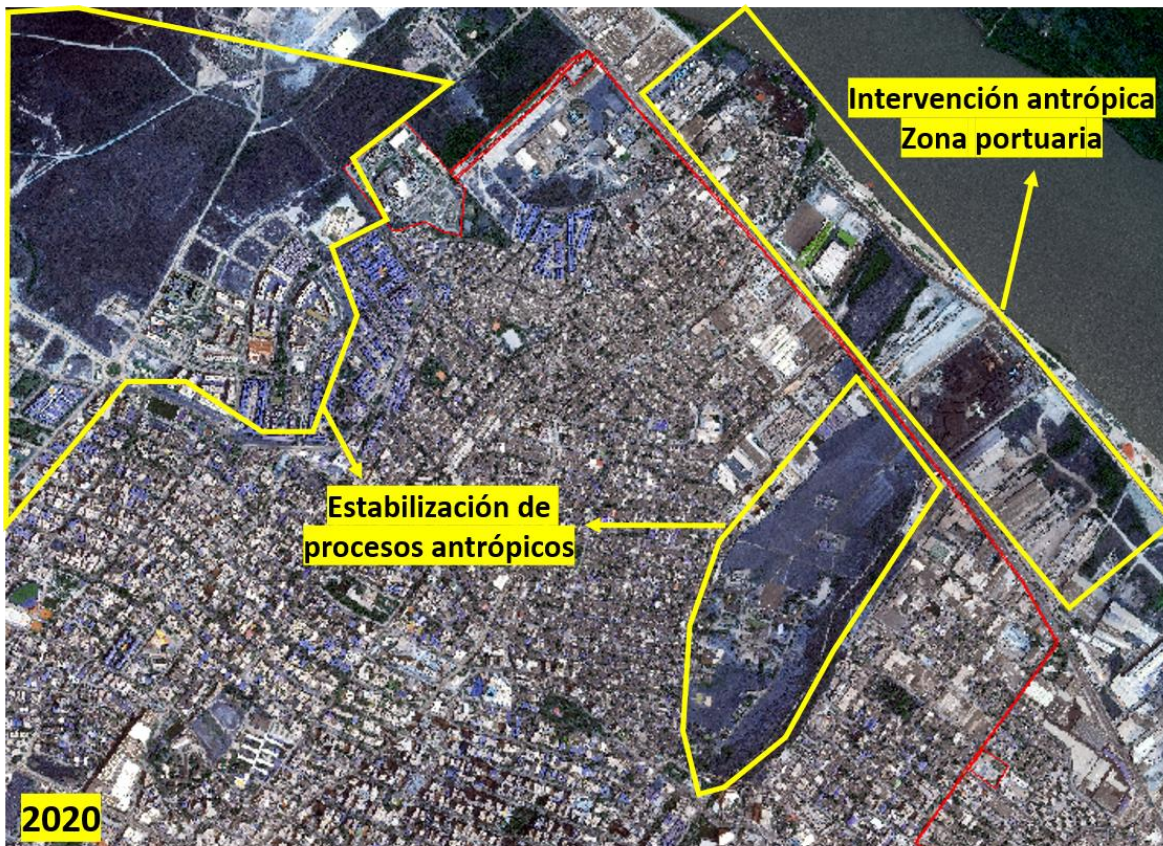 Intervención antrópica
Zona portuaria
Estabilización de
procesos antrópicos
2020